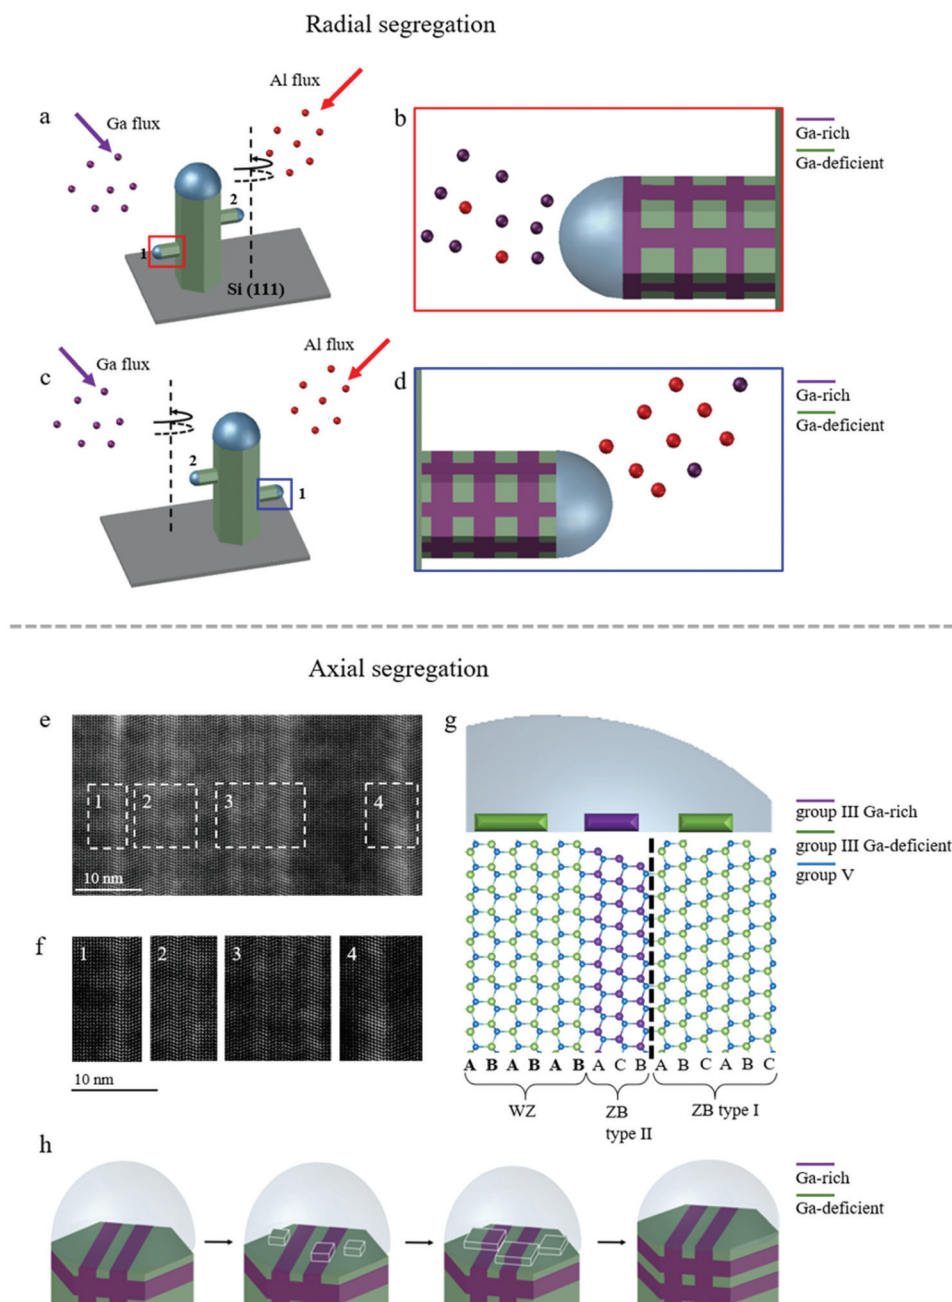 Radial segregation
a
Ga flux
Al flux
2
1
Si (111)
b
Ga-rich
Ga-deficient
c
Ga flux
Al flux
2
1
d
Ga-rich
Ga-deficient
Axial segregation
e
1
2
3
4
10 nm
f
1
2
3
4
10 nm
g
group III Ga-rich
group III Ga-deficient
group V
A B A B A B A C B A B C A B C
WZ
ZB
type II
ZB type I
h
Ga-rich
Ga-deficient